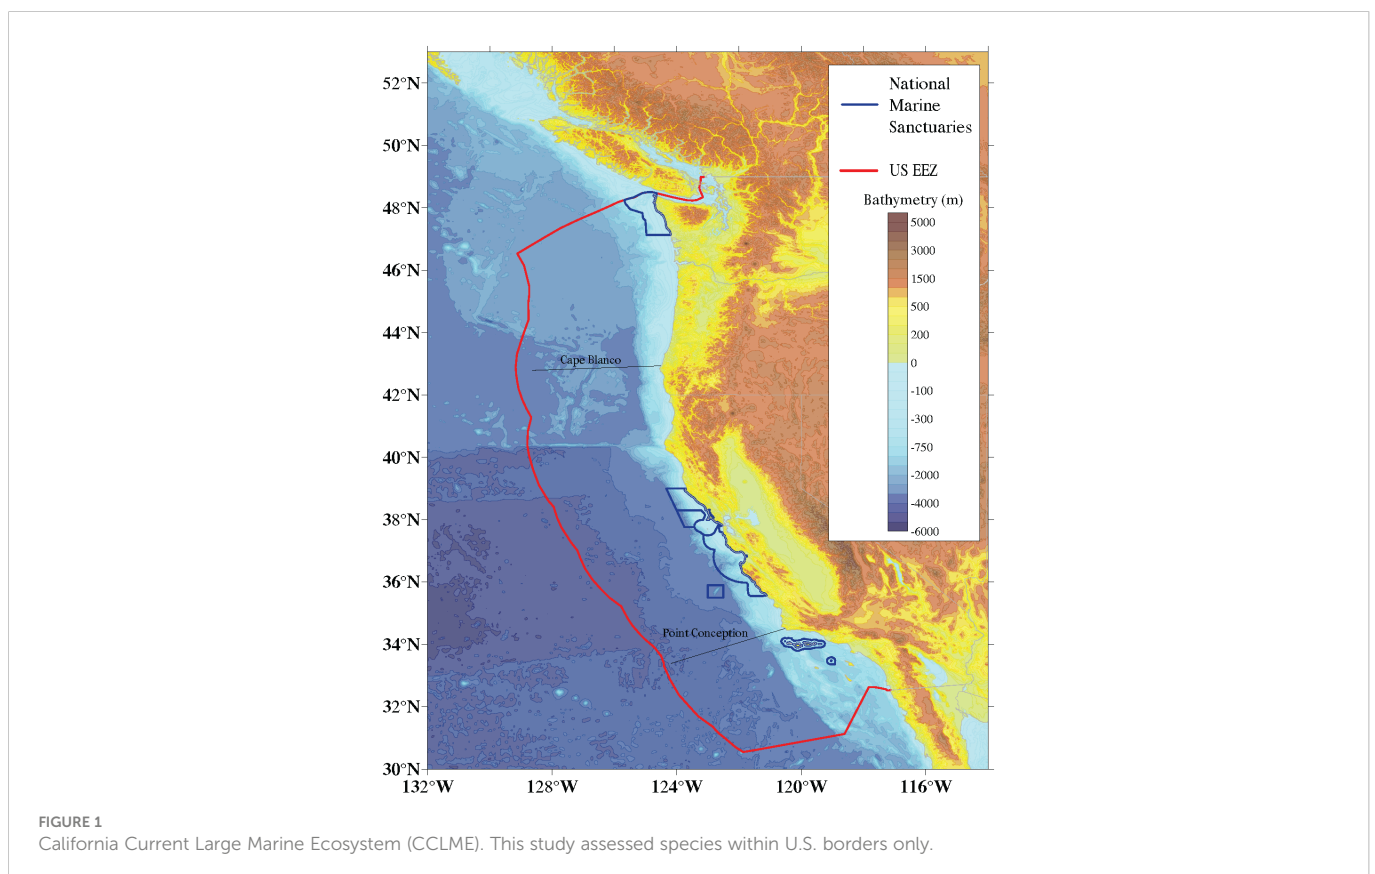 52°N
50°N
48°N
46°N
44°N
42°N
40°N
38°N
36°N
34°N
32°N
30°N
132°W 128°W 124°W 120°W 116°W
Cape Blanco
Point Conception
National
Marine
Sanctuaries
US EEZ
Bathymetry (m)
5000
3000
1500
500
200
0
-100
-300
-750
-2000
-4000
-6000
FIGURE 1
California Current Large Marine Ecosystem (CCLME). This study assessed species within U.S. borders only.